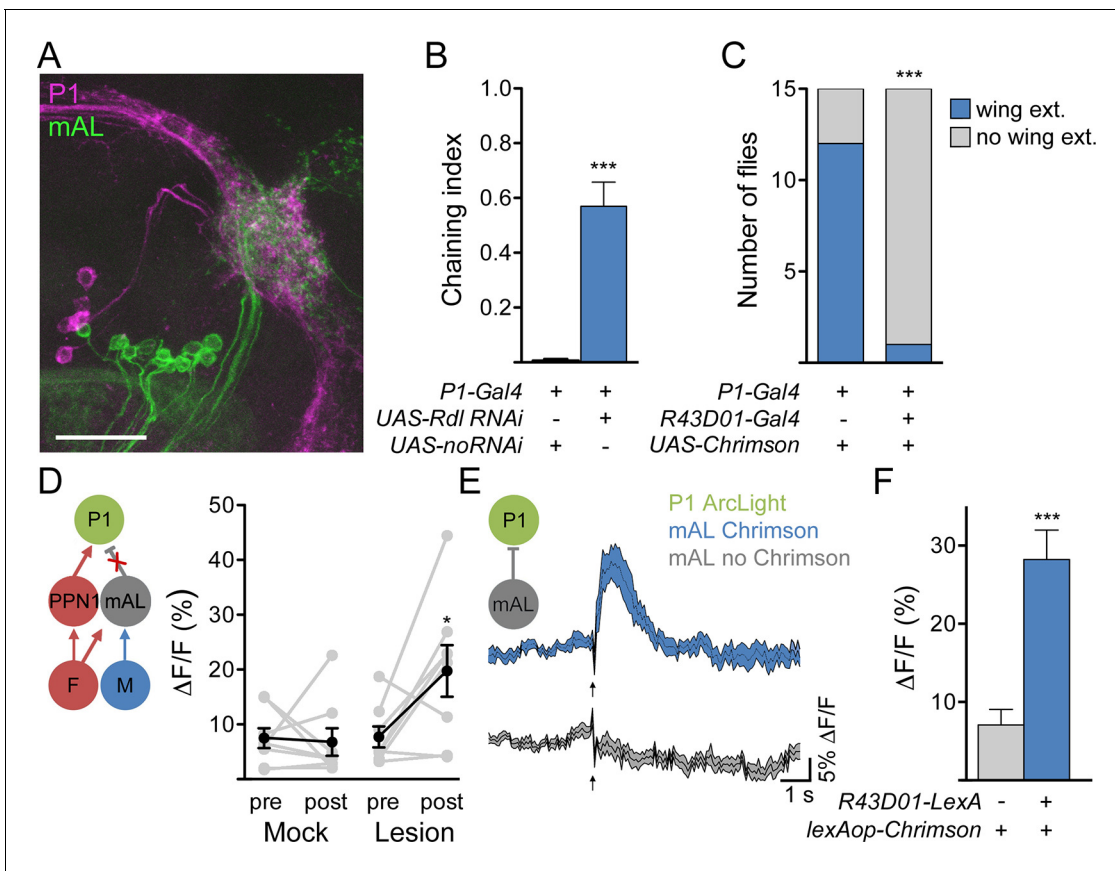 A
P1
mAL
B
Chaining index
1.0
0.8
0.6
0.4
0.2
***
P1-Gal4 + +
UAS-Rdl RNAi - +
UAS-noRNAi + -
C
Number of flies
15
10
5
***
wing ext.
no wing ext.
P1-Gal4 + +
R43D01-Gal4 - +
UAS-Chrimson + +
D
P1
PPN1
mAL
F
M
ΔF/F (%)
50
40
30
20
10
*
pre post pre post
Mock Lesion
E
P1
mAL
P1 ArcLight
mAL Chrimson
mAL no Chrimson
5% ΔF/F
1 s
F
ΔF/F (%)
30
20
10
***
R43D01-LexA - +
lexAop-Chrimson + +